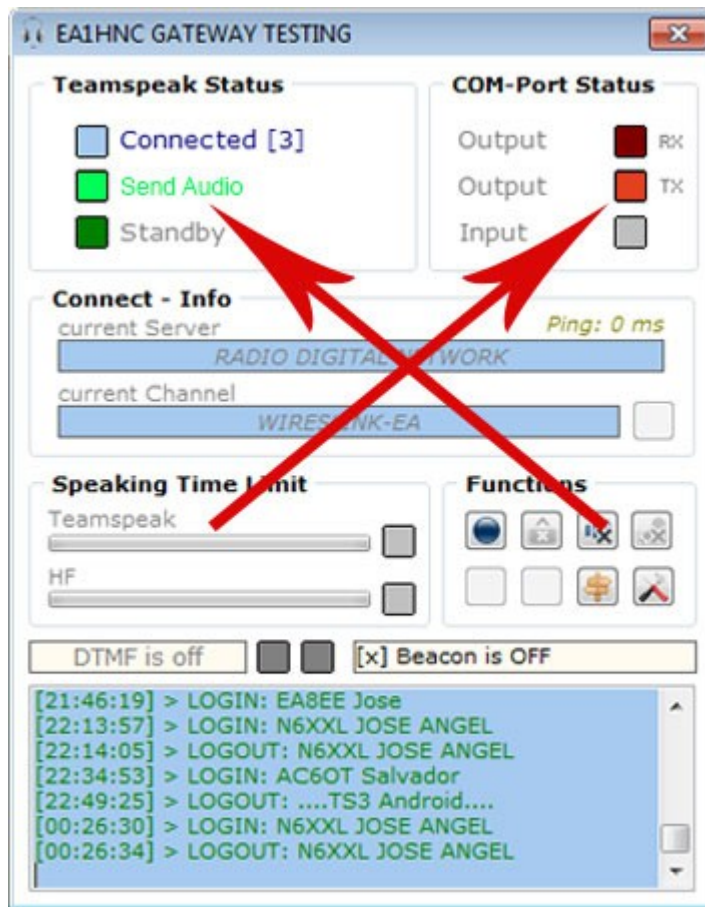 EA1HNC GATEWAY TESTING
Teamspeak Status
Connected [3]
Send Audio
Standby
COM-Port Status
Output RX
Output TX
Input
Connect - Info
current Server
Ping: 0 ms
RADIO DIGITAL NETWORK
current Channel
WIRES-LINK-EA
Speaking Time Limit
Teamspeak
HF
Functions
DTMF is off
[x] Beacon is OFF
[21:46:19] > LOGIN: EA8EE Jose
[22:13:57] > LOGIN: N6XXL JOSE ANGEL
[22:14:05] > LOGOUT: N6XXL JOSE ANGEL
[22:34:53] > LOGIN: AC6OT Salvador
[22:49:25] > LOGOUT: ....TS3 Android....
[00:26:30] > LOGIN: N6XXL JOSE ANGEL
[00:26:34] > LOGOUT: N6XXL JOSE ANGEL